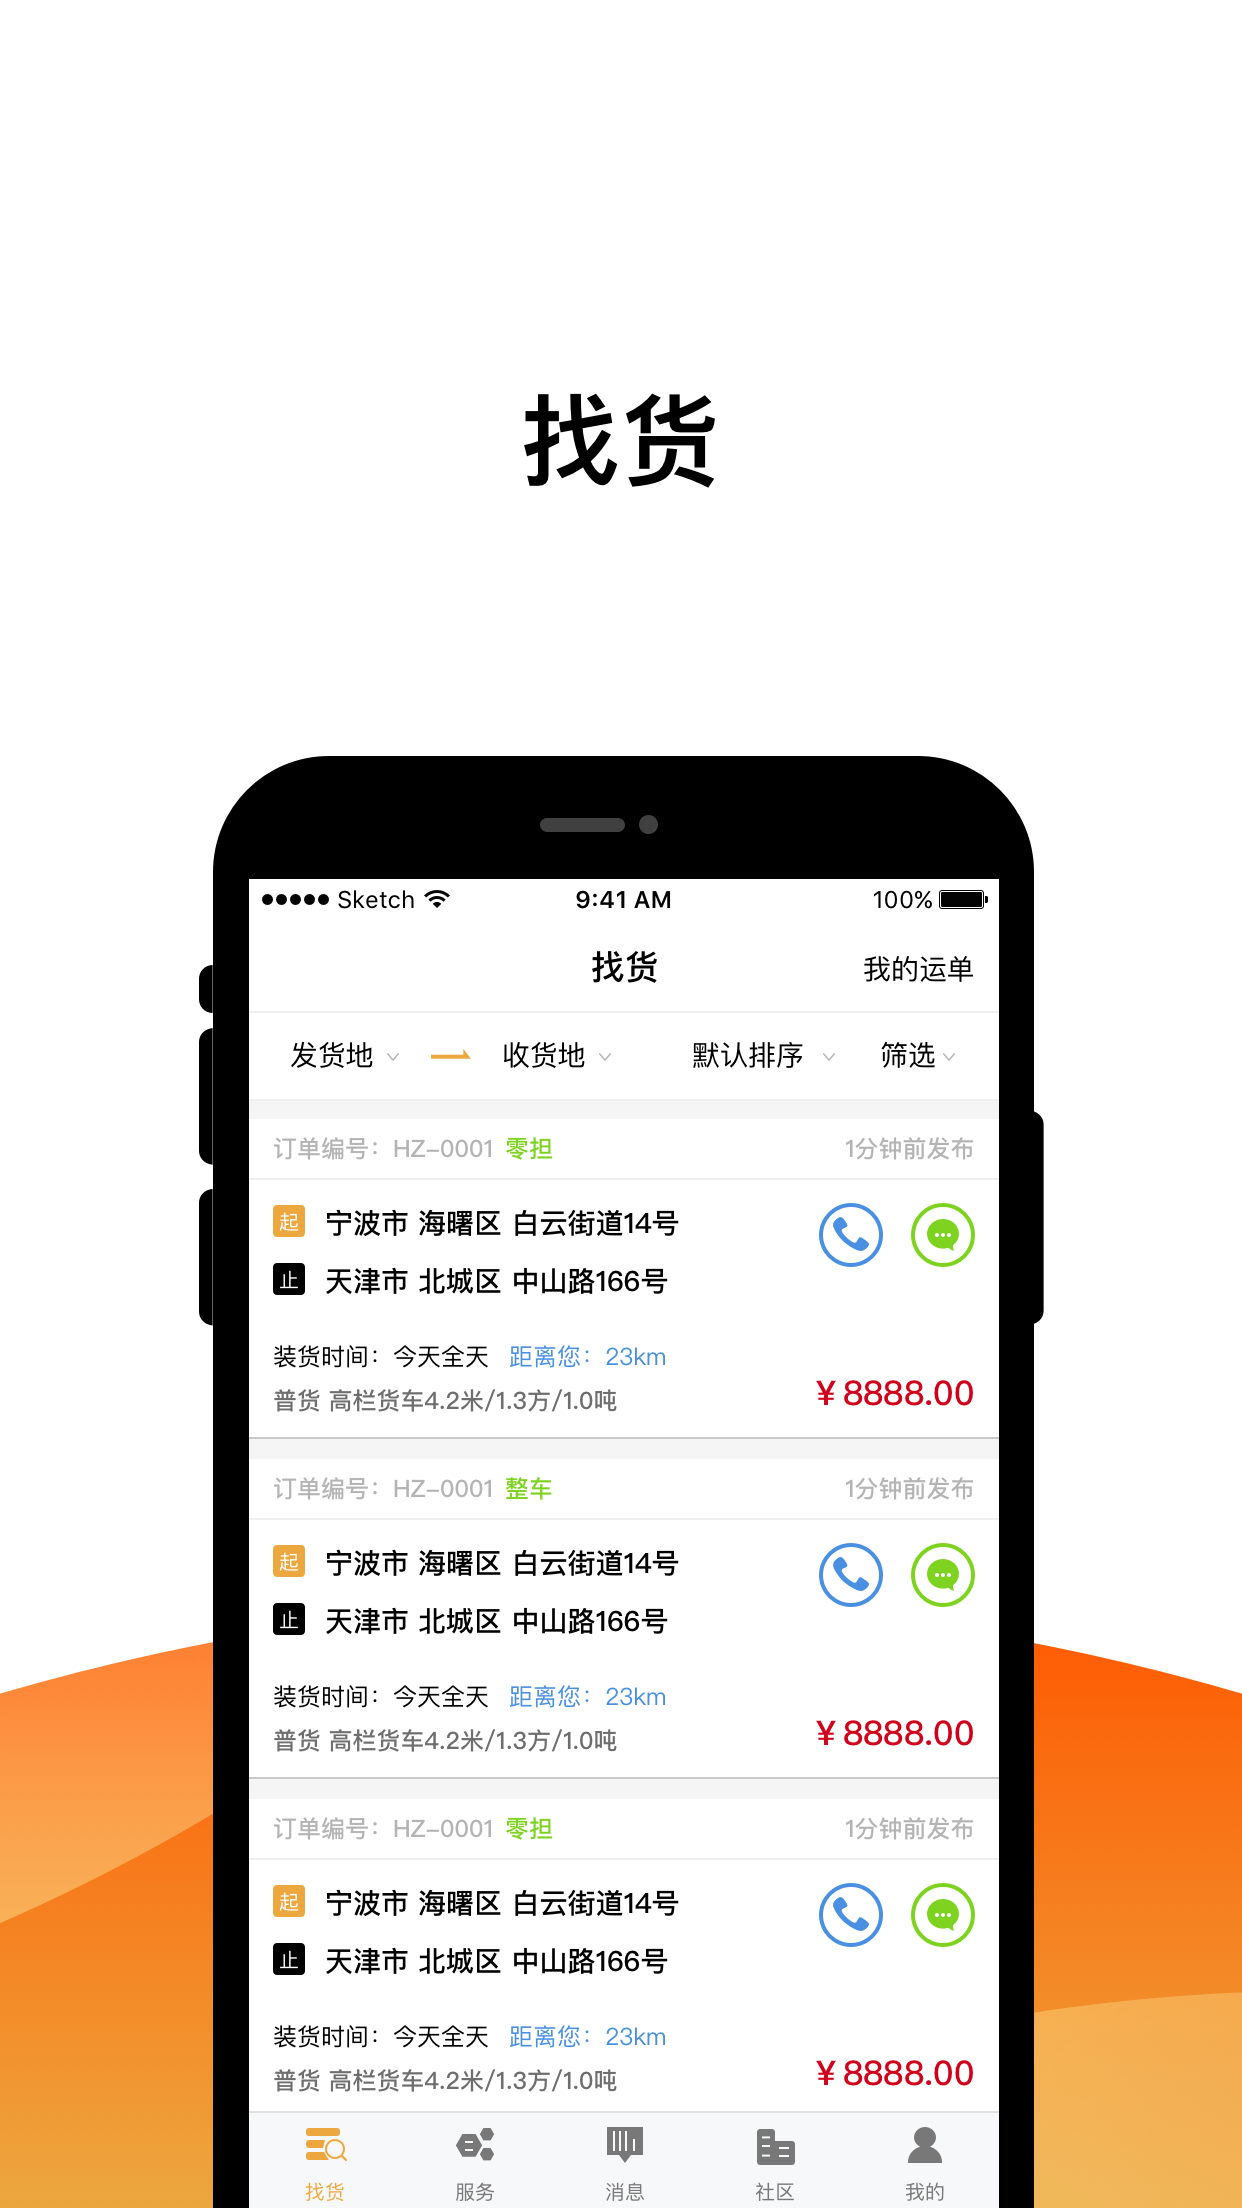 找货
Sketch 9:41 AM 100%
找货 我的运单
发货地 收货地 默认排序 筛选
订单编号：HZ-0001 零担 1分钟前发布
起 宁波市 海曙区 白云街道14号
止 天津市 北城区 中山路166号
装货时间：今天全天 距离您：23km
普货 高栏货车4.2米/1.3方/1.0吨 ¥8888.00
订单编号：HZ-0001 整车 1分钟前发布
起 宁波市 海曙区 白云街道14号
止 天津市 北城区 中山路166号
装货时间：今天全天 距离您：23km
普货 高栏货车4.2米/1.3方/1.0吨 ¥8888.00
订单编号：HZ-0001 零担 1分钟前发布
起 宁波市 海曙区 白云街道14号
止 天津市 北城区 中山路166号
装货时间：今天全天 距离您：23km
普货 高栏货车4.2米/1.3方/1.0吨 ¥8888.00
找货 服务 消息 社区 我的